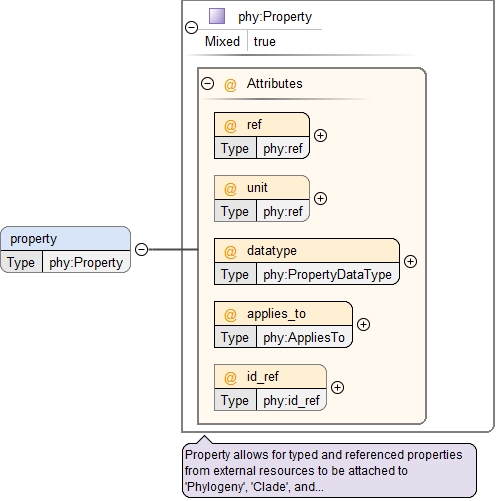 phy:Property
Mixed true
@ Attributes
@ ref
Type phy:ref
@ unit
Type phy:ref
property
Type phy:Property
@ datatype
Type phy:PropertyDataType
@ applies_to
Type phy:AppliesTo
@ id_ref
Type phy:id_ref
Property allows for typed and referenced properties
from external resources to be attached to
'Phylogeny', 'Clade', and...